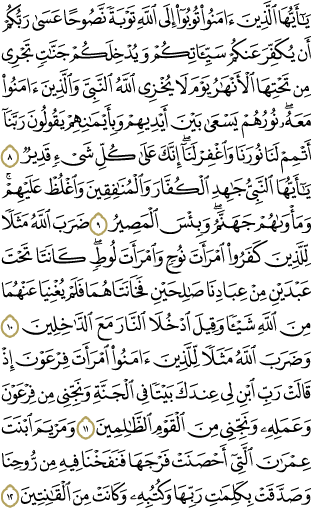 يَـٰٓأَيُّهَا ٱلَّذِينَ ءَامَنُوا۟ تُوبُوٓا۟ إِلَى ٱللَّهِ تَوْبَةً نَّصُوحًا عَسَىٰ رَبُّكُمْ
أَن يُكَفِّرَ عَنكُمْ سَيِّـَٔاتِكُمْ وَيُدْخِلَكُمْ جَنَّـٰتٍ تَجْرِى
مِن تَحْتِهَا ٱلْأَنْهَـٰرُ يَوْمَ لَا يُخْزِى ٱللَّهُ ٱلنَّبِىَّ وَٱلَّذِينَ ءَامَنُوا۟
مَعَهُۥ ۖ نُورُهُمْ يَسْعَىٰ بَيْنَ أَيْدِيهِمْ وَبِأَيْمَـٰنِهِمْ يَقُولُونَ رَبَّنَآ
أَتْمِمْ لَنَا نُورَنَا وَٱغْفِرْ لَنَآ ۖ إِنَّكَ عَلَىٰ كُلِّ شَىْءٍ قَدِيرٌ ٨
يَـٰٓأَيُّهَا ٱلنَّبِىُّ جَـٰهِدِ ٱلْكُفَّارَ وَٱلْمُنَـٰفِقِينَ وَٱغْلُظْ عَلَيْهِمْ ۚ
وَمَأْوَىٰهُمْ جَهَنَّمُ ۖ وَبِئْسَ ٱلْمَصِيرُ ٩ ضَرَبَ ٱللَّهُ مَثَلًا
لِّلَّذِينَ كَفَرُوا۟ ٱمْرَأَتَ نُوحٍ وَٱمْرَأَتَ لُوطٍ ۖ كَانَتَا تَحْتَ
عَبْدَيْنِ مِنْ عِبَادِنَا صَـٰلِحَيْنِ فَخَانَتَاهُمَا فَلَمْ يُغْنِيَا عَنْهُمَا
مِنَ ٱللَّهِ شَيْـًٔا وَقِيلَ ٱدْخُلَا ٱلنَّارَ مَعَ ٱلدَّٰخِلِينَ ١٠
وَضَرَبَ ٱللَّهُ مَثَلًا لِّلَّذِينَ ءَامَنُوا۟ ٱمْرَأَتَ فِرْعَوْنَ إِذْ
قَالَتْ رَبِّ ٱبْنِ لِى عِندَكَ بَيْتًا فِى ٱلْجَنَّةِ وَنَجِّنِى مِن فِرْعَوْنَ
وَعَمَلِهِۦ وَنَجِّنِى مِنَ ٱلْقَوْمِ ٱلظَّـٰلِمِينَ ١١ وَمَرْيَمَ ٱبْنَتَ
عِمْرَٰنَ ٱلَّتِىٓ أَحْصَنَتْ فَرْجَهَا فَنَفَخْنَا فِيهِ مِن رُّوحِنَا
وَصَدَّقَتْ بِكَلِمَـٰتِ رَبِّهَا وَكُتُبِهِۦ وَكَانَتْ مِنَ ٱلْقَـٰنِتِينَ ١٢